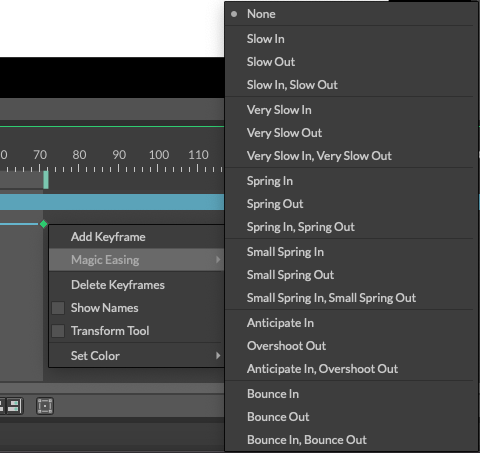 None
Slow In
Slow Out
Slow In, Slow Out
Very Slow In
Very Slow Out
Very Slow In, Very Slow Out
Spring In
Spring Out
Spring In, Spring Out
Small Spring In
Small Spring Out
Small Spring In, Small Spring Out
Anticipate In
Overshoot Out
Anticipate In, Overshoot Out
Bounce In
Bounce Out
Bounce In, Bounce Out
70 80 90 100 110
Add Keyframe
Magic Easing
Delete Keyframes
Show Names
Transform Tool
Set Color